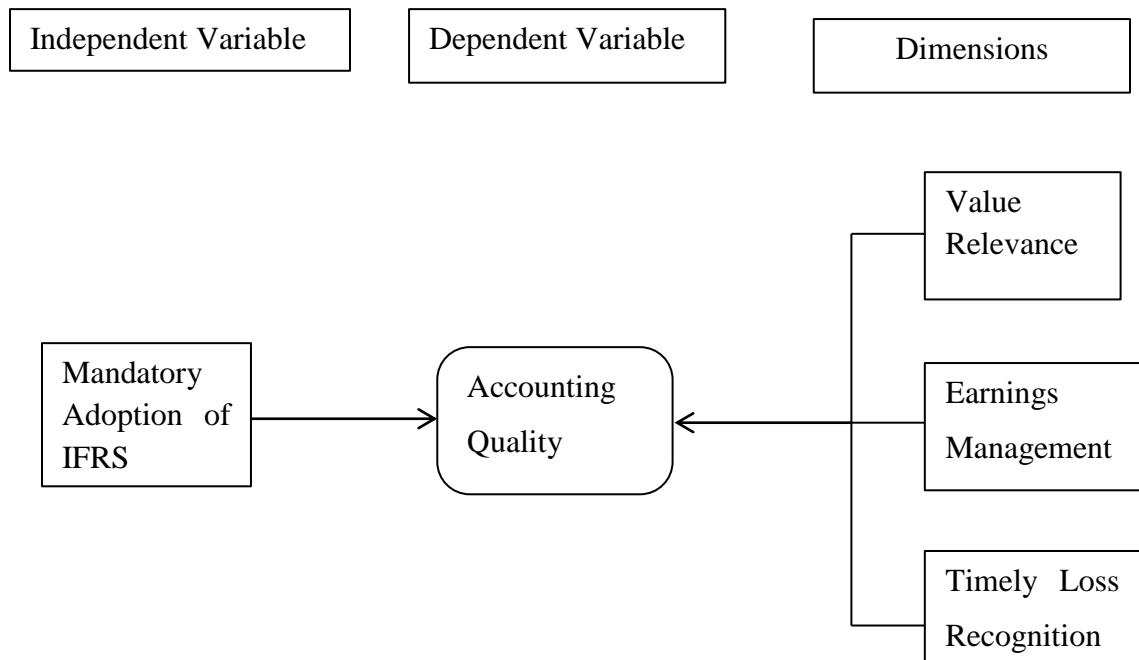 Independent Variable
Dependent Variable
Dimensions
Value
Relevance
Mandatory
Adoption of
IFRS
Accounting
Quality
Earnings
Management
Timely Loss
Recognition